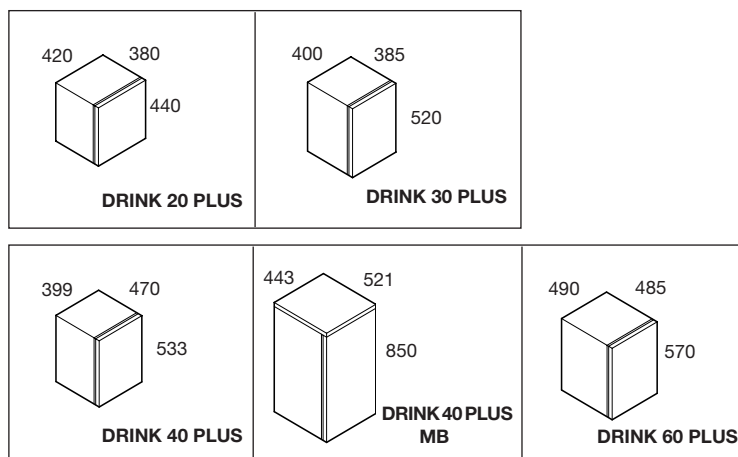 420 380
440
DRINK 20 PLUS
400 385
520
DRINK 30 PLUS
399 470
533
DRINK 40 PLUS
443 521
850
DRINK 40 PLUS
MB
490 485
570
DRINK 60 PLUS